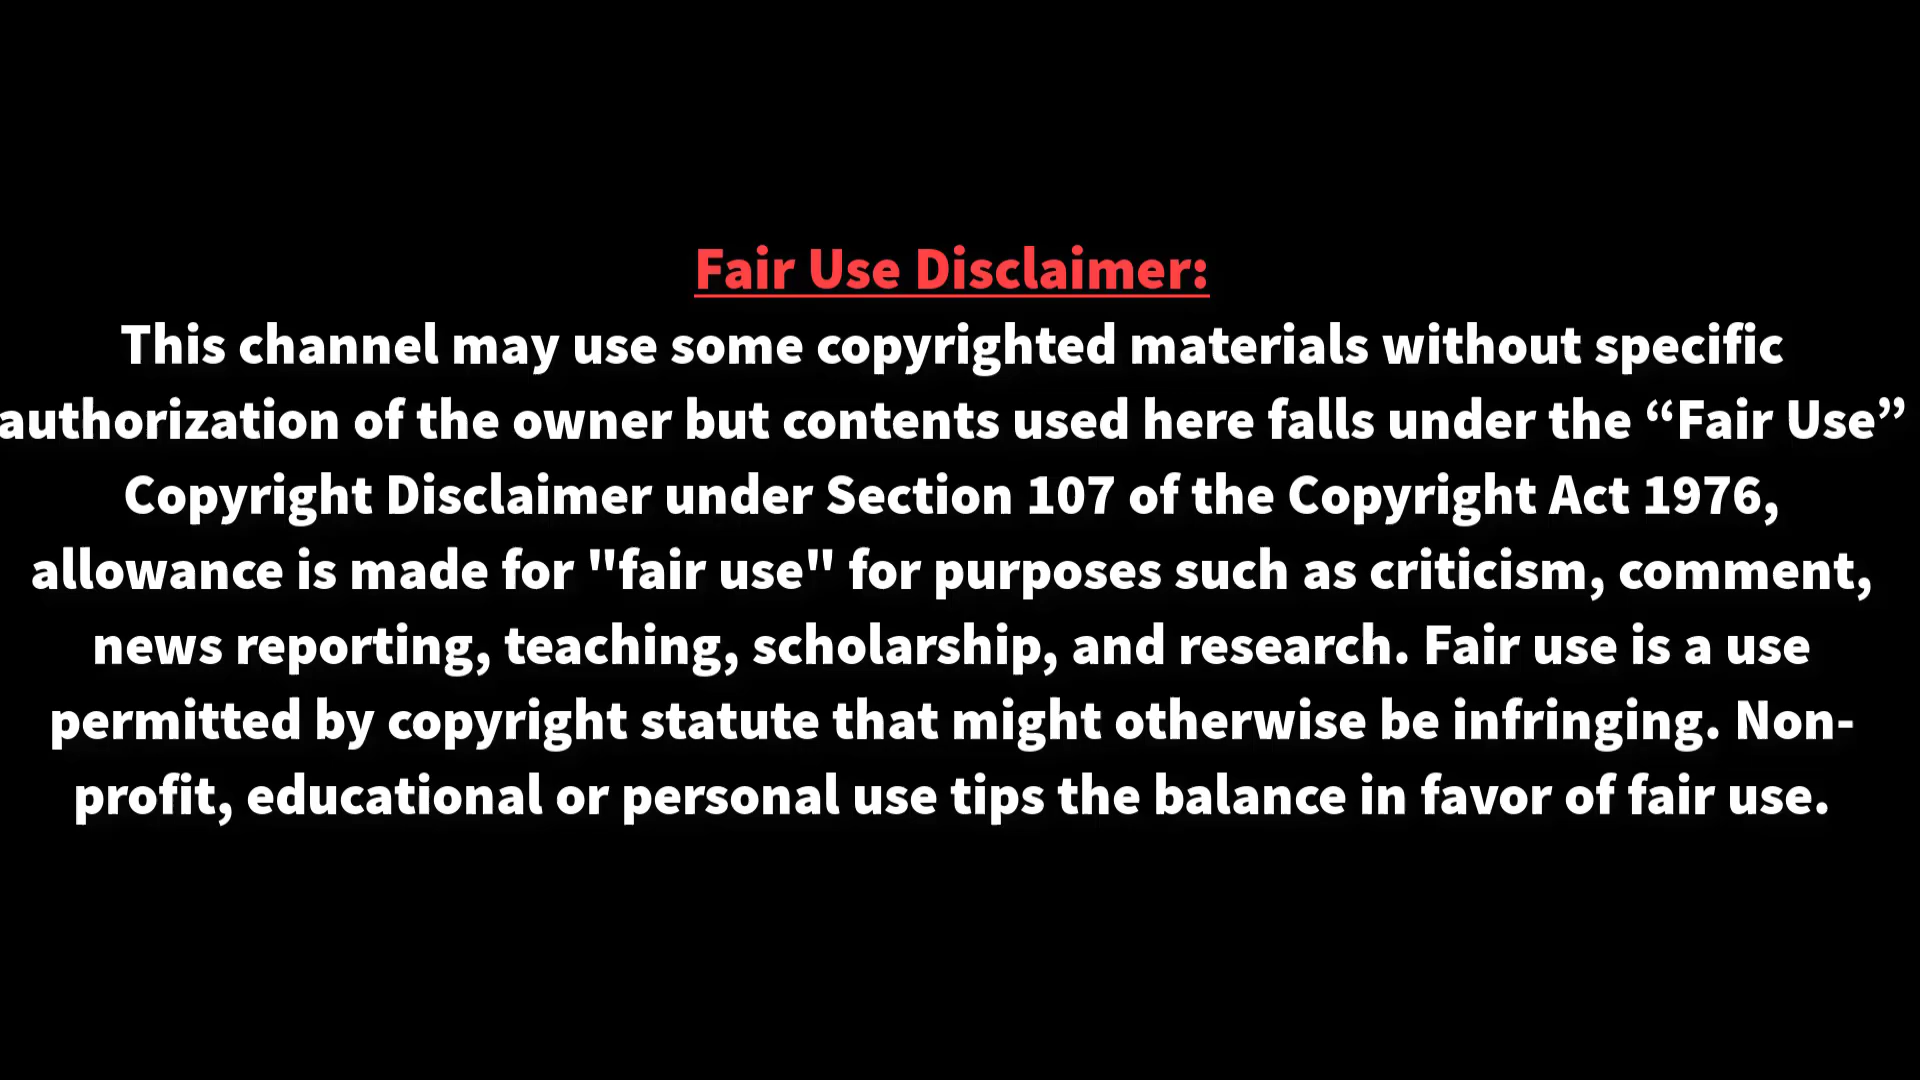 Fair Use Disclaimer:
This channel may use some copyrighted materials without specific
authorization of the owner but contents used here falls under the “Fair Use”
Copyright Disclaimer under Section 107 of the Copyright Act 1976,
allowance is made for "fair use" for purposes such as criticism, comment,
news reporting, teaching, scholarship, and research. Fair use is a use
permitted by copyright statute that might otherwise be infringing. Non-
profit, educational or personal use tips the balance in favor of fair use.